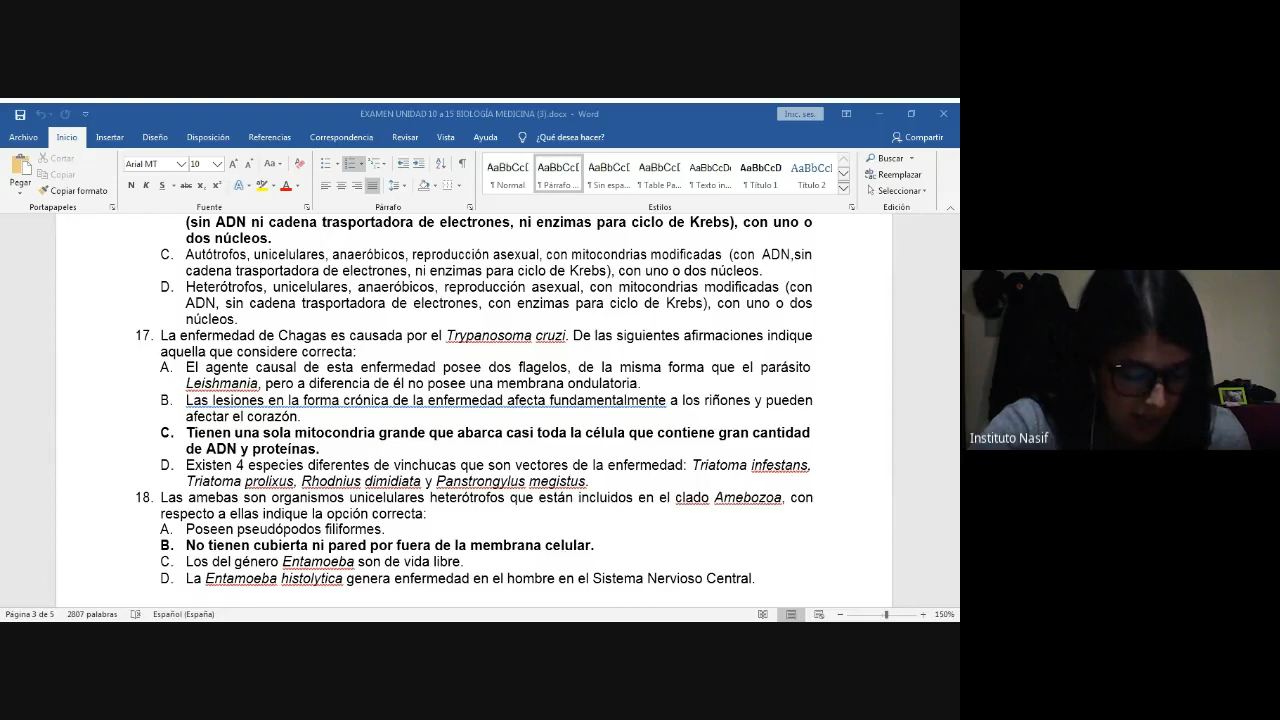 EXAMEN UNIDAD 10 a 15 BIOLOGÍA MEDICINA (3).docx - Word
Inic. ses.
Archivo Inicio Insertar Diseño Disposición Referencias Correspondencia Revisar Vista Ayuda ¿Qué desea hacer? Compartir
Pegar
Cortar
Copiar
Copiar formato
Portapapeles
Arial MT 10
Fuente
Párrafo
AaBbCcI AaBbCcI AaBbCcI AaBbCcI AaBbCcDc AaBbCcD AaBbCcI
¶ Normal ¶ Párrafo ... ¶ Sin espa... ¶ Table Pa... ¶ Texto in... ¶ Título 1 Título 2
Estilos
Buscar
Reemplazar
Seleccionar
Edición
(sin ADN ni cadena trasportadora de electrones, ni enzimas para ciclo de Krebs), con uno o
dos núcleos.
C. Autótrofos, unicelulares, anaeróbicos, reproducción asexual, con mitocondrias modificadas (con ADN,sin
cadena trasportadora de electrones, ni enzimas para ciclo de Krebs), con uno o dos núcleos.
D. Heterótrofos, unicelulares, anaeróbicos, reproducción asexual, con mitocondrias modificadas (con
ADN, sin cadena trasportadora de electrones, con enzimas para ciclo de Krebs), con uno o dos
núcleos.
17. La enfermedad de Chagas es causada por el Trypanosoma cruzi. De las siguientes afirmaciones indique
aquella que considere correcta:
A. El agente causal de esta enfermedad posee dos flagelos, de la misma forma que el parásito
Leishmania, pero a diferencia de él no posee una membrana ondulatoria.
B. Las lesiones en la forma crónica de la enfermedad afecta fundamentalmente a los riñones y pueden
afectar el corazón.
C. Tienen una sola mitocondria grande que abarca casi toda la célula que contiene gran cantidad
de ADN y proteínas.
D. Existen 4 especies diferentes de vinchucas que son vectores de la enfermedad: Triatoma infestans,
Triatoma prolixus, Rhodnius dimidiata y Panstrongylus megistus.
18. Las amebas son organismos unicelulares heterótrofos que están incluidos en el clado Amebozoa, con
respecto a ellas indique la opción correcta:
A. Poseen pseudópodos filiformes.
B. No tienen cubierta ni pared por fuera de la membrana celular.
C. Los del género Entamoeba son de vida libre.
D. La Entamoeba histolytica genera enfermedad en el hombre en el Sistema Nervioso Central.
Página 3 de 5 2807 palabras Español (España) 150%
Instituto Nasif